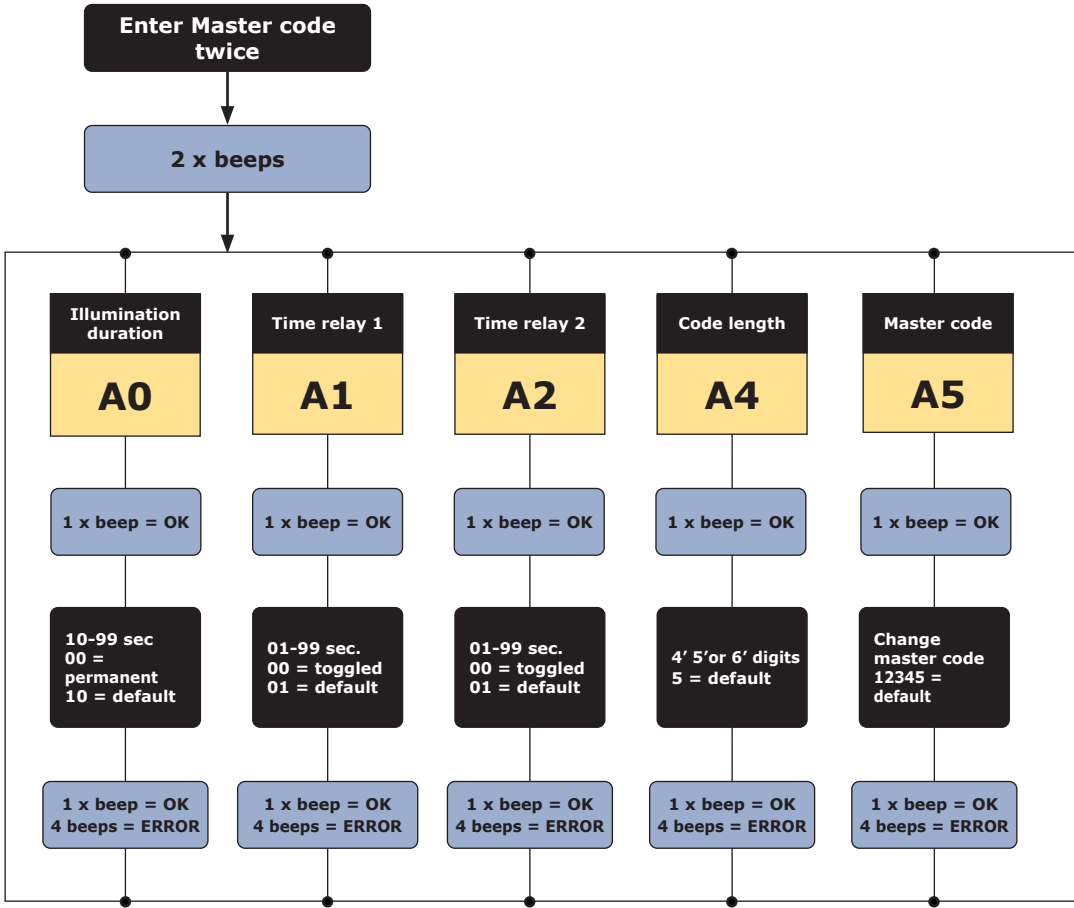 Enter Master code
twice
2 x beeps
Illumination
duration
A0
1 x beep = OK
10-99 sec
00 =
permanent
10 = default
1 x beep = OK
4 beeps = ERROR
Time relay 1
A1
1 x beep = OK
01-99 sec.
00 = toggled
01 = default
1 x beep = OK
4 beeps = ERROR
Time relay 2
A2
1 x beep = OK
01-99 sec.
00 = toggled
01 = default
1 x beep = OK
4 beeps = ERROR
Code length
A4
1 x beep = OK
4’ 5’or 6’ digits
5 = default
1 x beep = OK
4 beeps = ERROR
Master code
A5
1 x beep = OK
Change
master code
12345 =
default
1 x beep = OK
4 beeps = ERROR